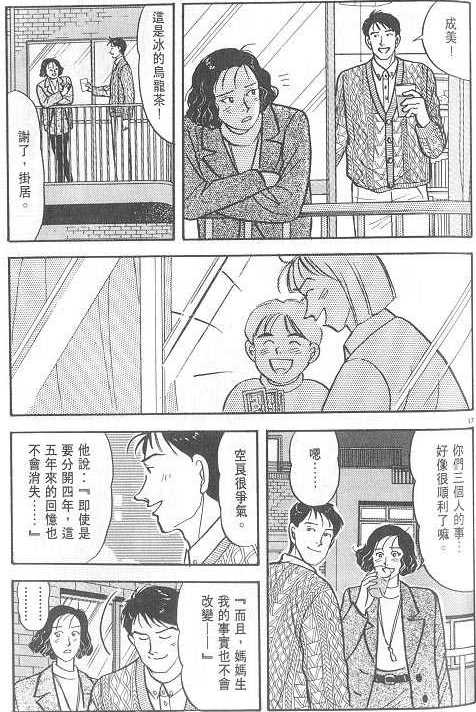 成美！
這是冰的烏龍茶！
謝了，掛居。
你們三個人的事…
好像很順利了嘛。
嗯……
空良很爭氣。
他說：『即使是
要分開四年，這
五年來的回憶也
不會消失……』
『而且，媽媽生
我的事實也不會
改變——』
………
………
17